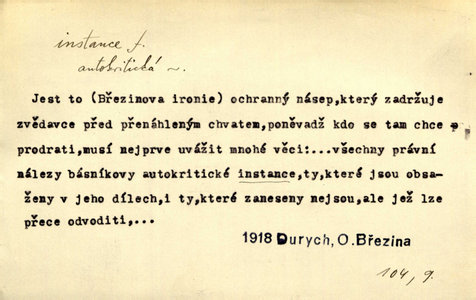 instance f.
autokritická ~.
Jest to (Březinova ironie) ochranný násep,který zadržuje
zvědavce před přenáhleným chvatem,poněvadž kdo se tam chce p
prodrati,musí nejprve uvážit mnohé věci:...všechny právní
nálezy básníkovy autokritické instance,ty,které jsou obsa-
ženy v jeho dílech,i ty,které zaneseny nejsou,ale jež lze
přece odvoditi,...
1918 Durych, O. Březina
104, 9.